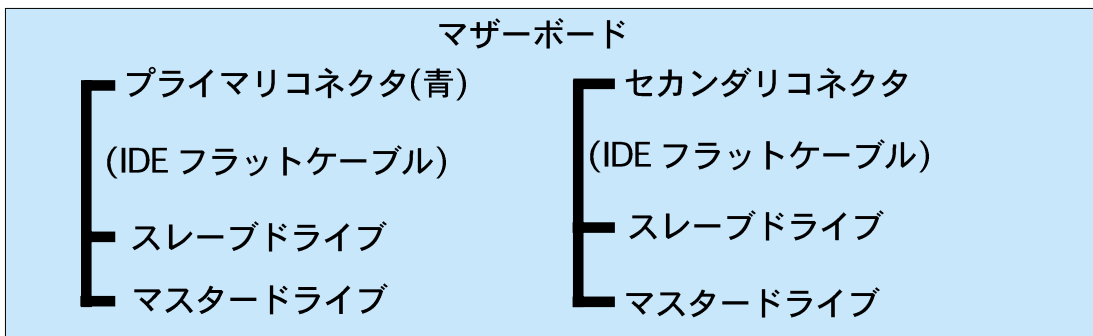 マザーボード
プライマリコネクタ(青)
(IDE フラットケーブル)
スレーブドライブ
マスタードライブ
セカンダリコネクタ
(IDE フラットケーブル)
スレーブドライブ
マスタードライブ